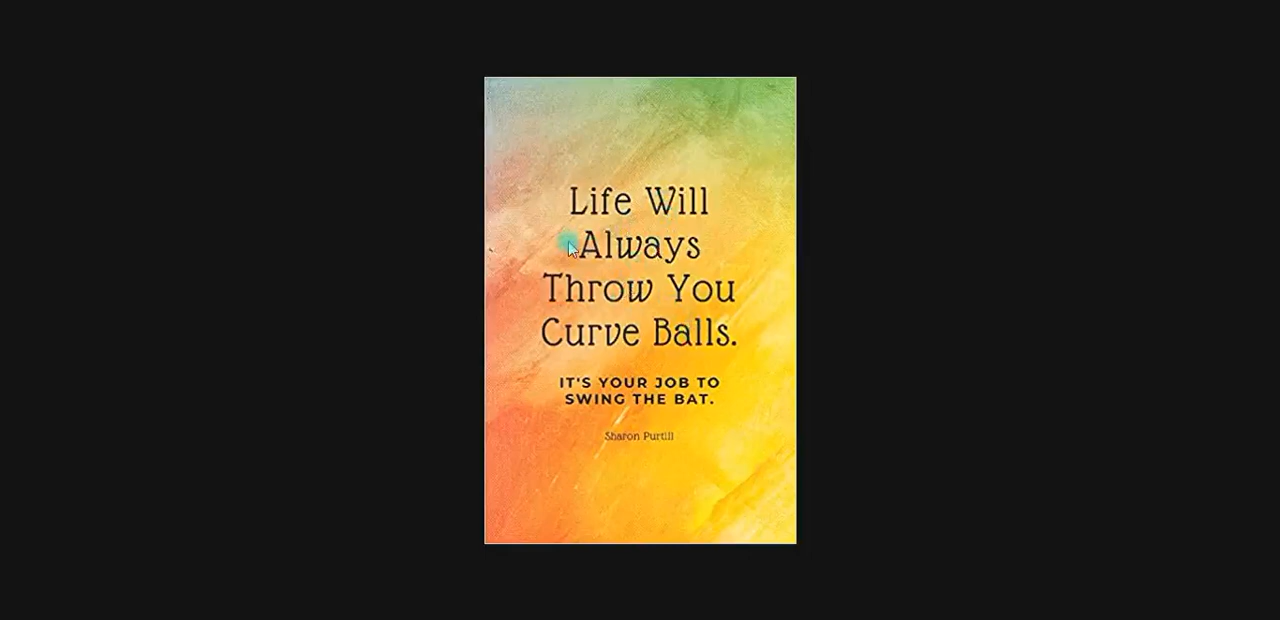 Life Will
Always
Throw You
Curve Balls.
IT'S YOUR JOB TO
SWING THE BAT.
Sharon Purtill